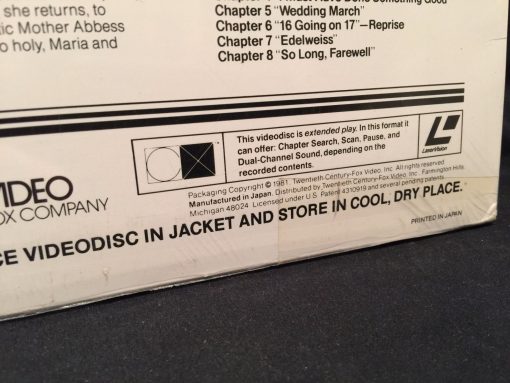 she returns, to
tic Mother Abbess
o holy, Maria and
Chapter 5 "Wedding March"
Chapter 6 "16 Going on 17"—Reprise
Chapter 7 "Edelweiss"
Chapter 8 "So Long, Farewell"
This videodisc is extended play. In this format it
can offer: Chapter Search, Scan, Pause, and
Dual-Channel Sound, depending on the
recorded contents.
LaserVision
VIDEO
OX COMPANY
Packaging Copyright © 1981. Twentieth Century-Fox Video, Inc. All rights reserved
Manufactured in Japan. Distributed by Twentieth Century-Fox Video, Inc. Farmington Hills,
Michigan 48024 Licensed under U.S. Patent 4310919 and several pending patents.
CE VIDEODISC IN JACKET AND STORE IN COOL, DRY PLACE.
PRINTED IN JAPAN